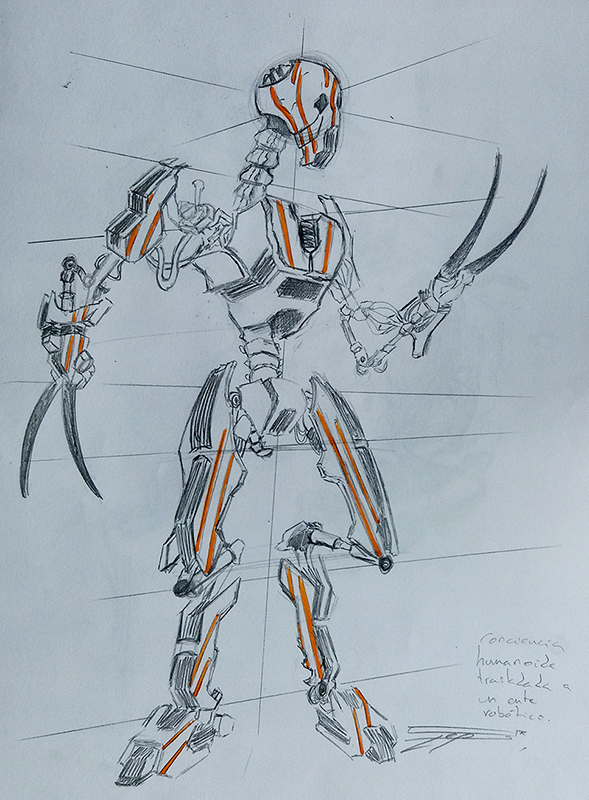 conciencia
humanoide
trasladada a
un ente
robótico.